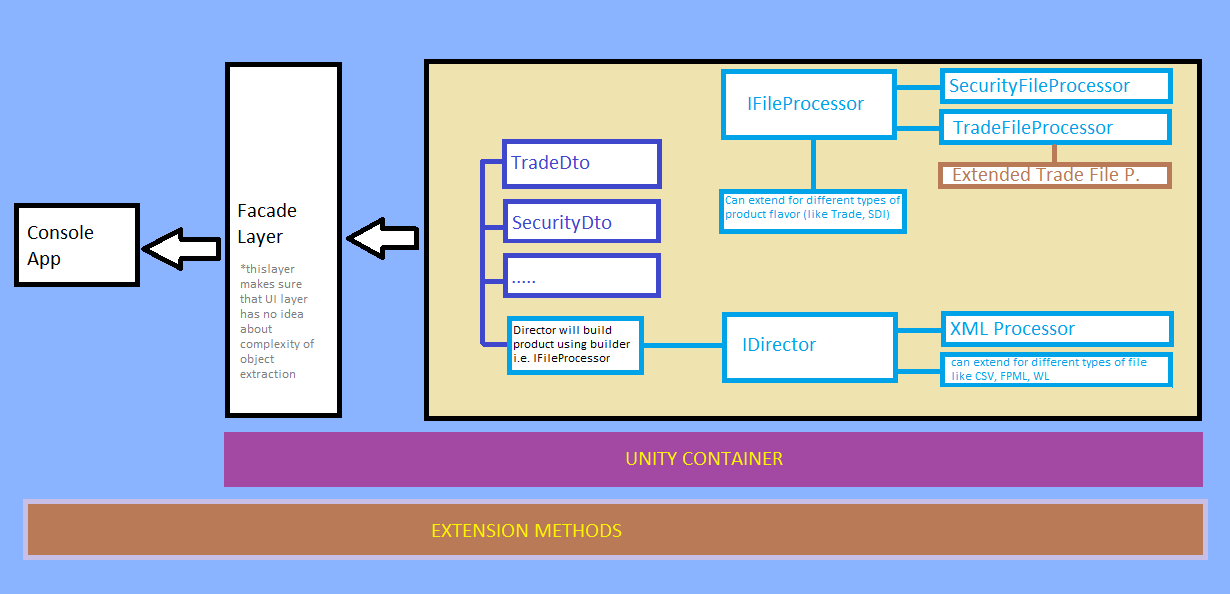 Console
App
Facade
Layer
*thislayer
makes sure
that UI layer
has no idea
about
complexity of
object
extraction
TradeDto
SecurityDto
.....
Director will build
product using builder
i.e. IFileProcessor
IFileProcessor
SecurityFileProcessor
TradeFileProcessor
Extended Trade File P.
Can extend for different types of
product flavor (like Trade, SDI)
IDirector
XML Processor
can extend for different types of file
like CSV, FPML, WL
UNITY CONTAINER
EXTENSION METHODS